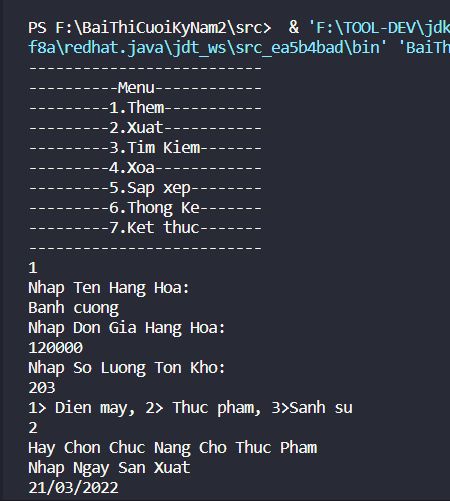 PS F:\BaiThiCuoiKyNam2\src>  & 'F:\TOOL-DEV\jdk
f8a\redhat.java\jdt_ws\src_ea5b4bad\bin' 'BaiTh
--------------------------
----------Menu------------
---------1.Them-----------
---------2.Xuat-----------
---------3.Tim Kiem-------
---------4.Xoa------------
---------5.Sap xep--------
---------6.Thong Ke-------
---------7.Ket thuc-------
--------------------------
1
Nhap Ten Hang Hoa:
Banh cuong
Nhap Don Gia Hang Hoa:
120000
Nhap So Luong Ton Kho:
203
1> Dien may, 2> Thuc pham, 3>Sanh su
2
Hay Chon Chuc Nang Cho Thuc Pham
Nhap Ngay San Xuat
21/03/2022